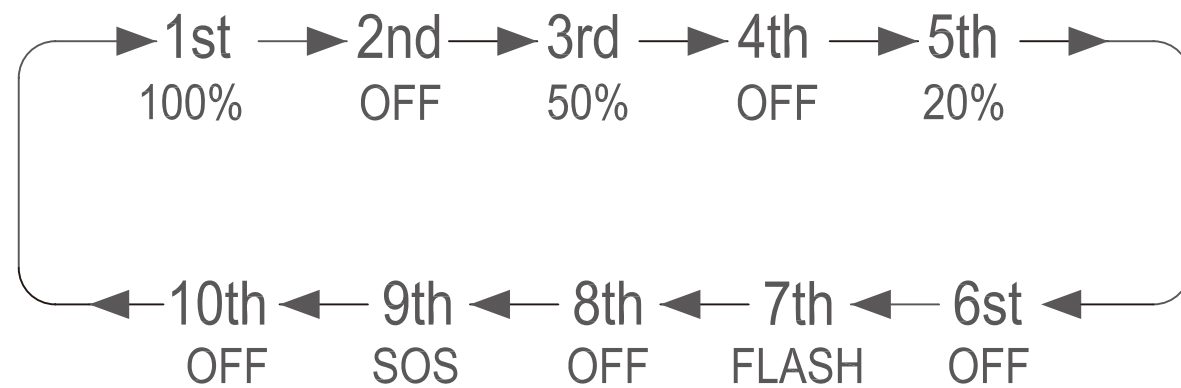 1st 2nd 3rd 4th 5th
100% OFF 50% OFF 20%
10th 9th 8th 7th 6st
OFF SOS OFF FLASH OFF